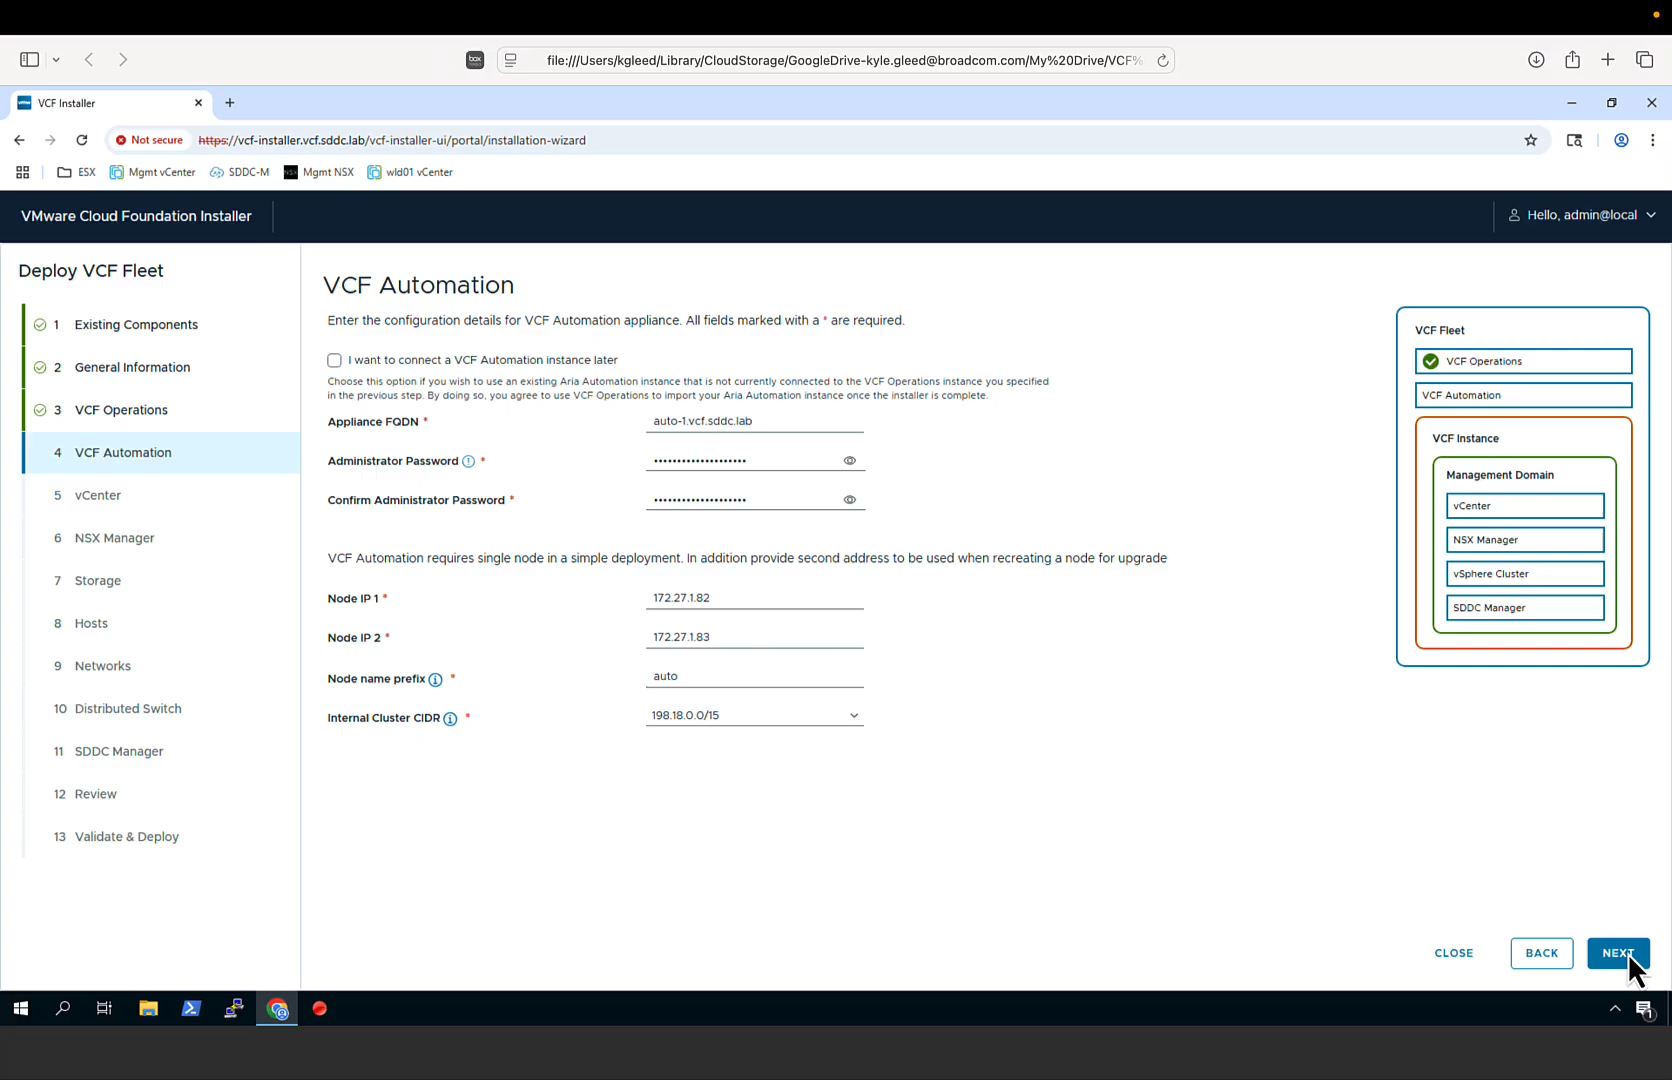 file:///Users/kgleed/Library/CloudStorage/GoogleDrive-kyle.gleed@broadcom.com/My%20Drive/VCF%
VCF Installer
Not secure
https://vcf-installer.vcf.sddc.lab/vcf-installer-ui/portal/installation-wizard
ESX
Mgmt vCenter
SDDC-M
Mgmt NSX
wld01 vCenter
VMware Cloud Foundation Installer
Hello, admin@local
Deploy VCF Fleet
1 Existing Components
2 General Information
3 VCF Operations
4 VCF Automation
5 vCenter
6 NSX Manager
7 Storage
8 Hosts
9 Networks
10 Distributed Switch
11 SDDC Manager
12 Review
13 Validate & Deploy
VCF Automation
Enter the configuration details for VCF Automation appliance. All fields marked with a * are required.
I want to connect a VCF Automation instance later
Choose this option if you wish to use an existing Aria Automation instance that is not currently connected to the VCF Operations instance you specified
in the previous step. By doing so, you agree to use VCF Operations to import your Aria Automation instance once the installer is complete.
Appliance FQDN * auto-1.vcf.sddc.lab
Administrator Password * ••••••••••••••••••••
Confirm Administrator Password * ••••••••••••••••••••
VCF Automation requires single node in a simple deployment. In addition provide second address to be used when recreating a node for upgrade
Node IP 1 * 172.27.1.82
Node IP 2 * 172.27.1.83
Node name prefix * auto
Internal Cluster CIDR * 198.18.0.0/15
VCF Fleet
VCF Operations
VCF Automation
VCF Instance
Management Domain
vCenter
NSX Manager
vSphere Cluster
SDDC Manager
CLOSE
BACK
NEXT
1